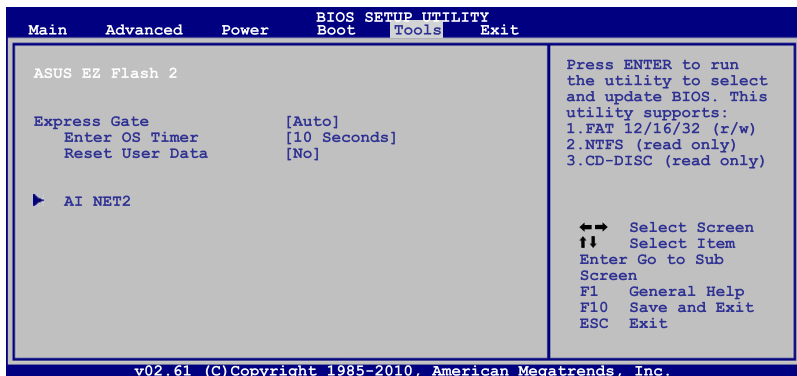 BIOS SETUP UTILITY
Main Advanced Power Boot Tools Exit
ASUS EZ Flash 2
Express Gate [Auto]
Enter OS Timer [10 Seconds]
Reset User Data [No]
AI NET2
Press ENTER to run
the utility to select
and update BIOS. This
utility supports:
1.FAT 12/16/32 (r/w)
2.NTFS (read only)
3.CD-DISC (read only)
Select Screen
Select Item
Enter Go to Sub
Screen
F1 General Help
F10 Save and Exit
ESC Exit
v02.61 (C)Copyright 1985-2010, American Megatrends, Inc.